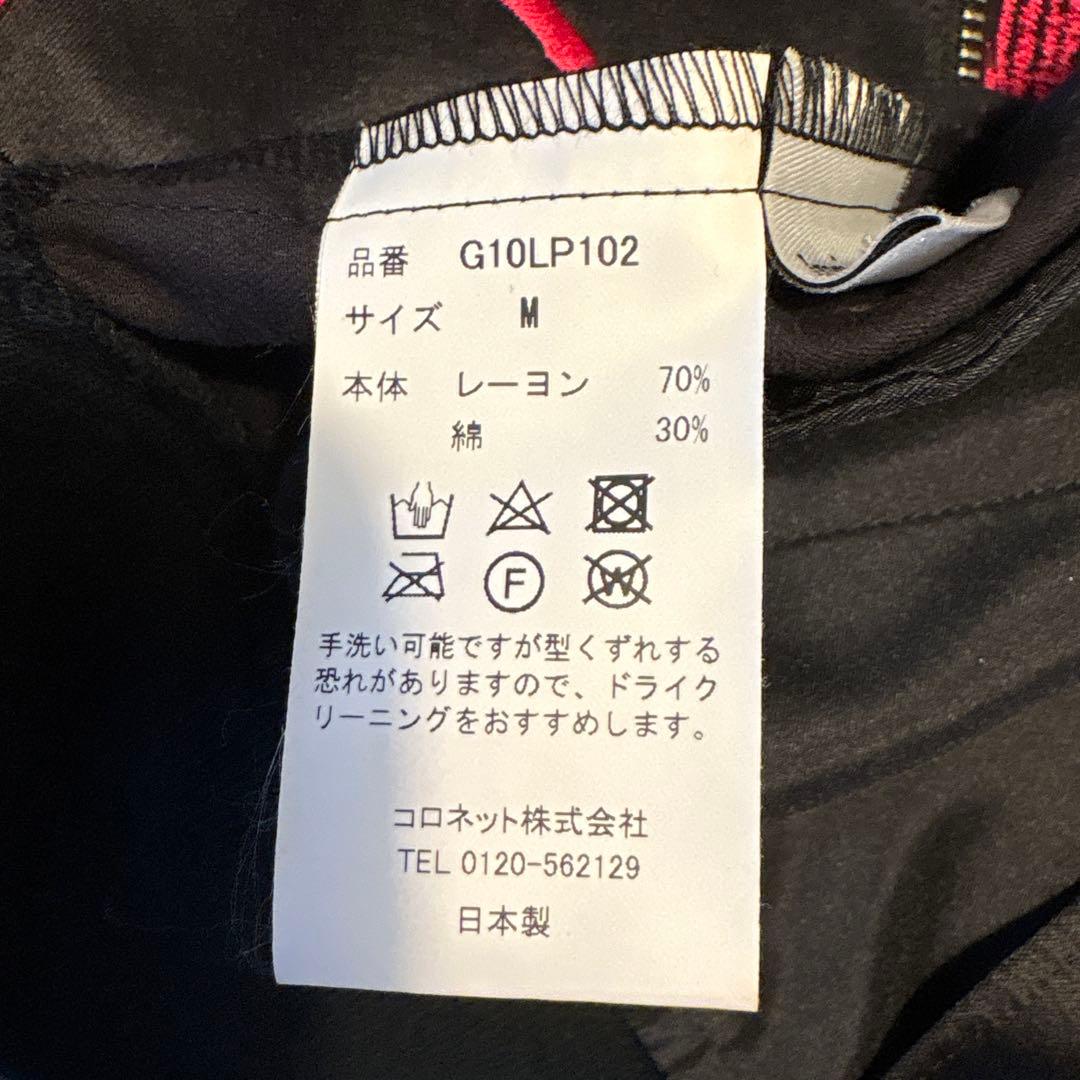 品番 G10LP102
サイズ M
本体 レーヨン 70%
綿 30%
F W
手洗い可能ですが型くずれする
恐れがありますので、ドライク
リーニングをおすすめします。
コロネット株式会社
TEL 0120-562129
日本製